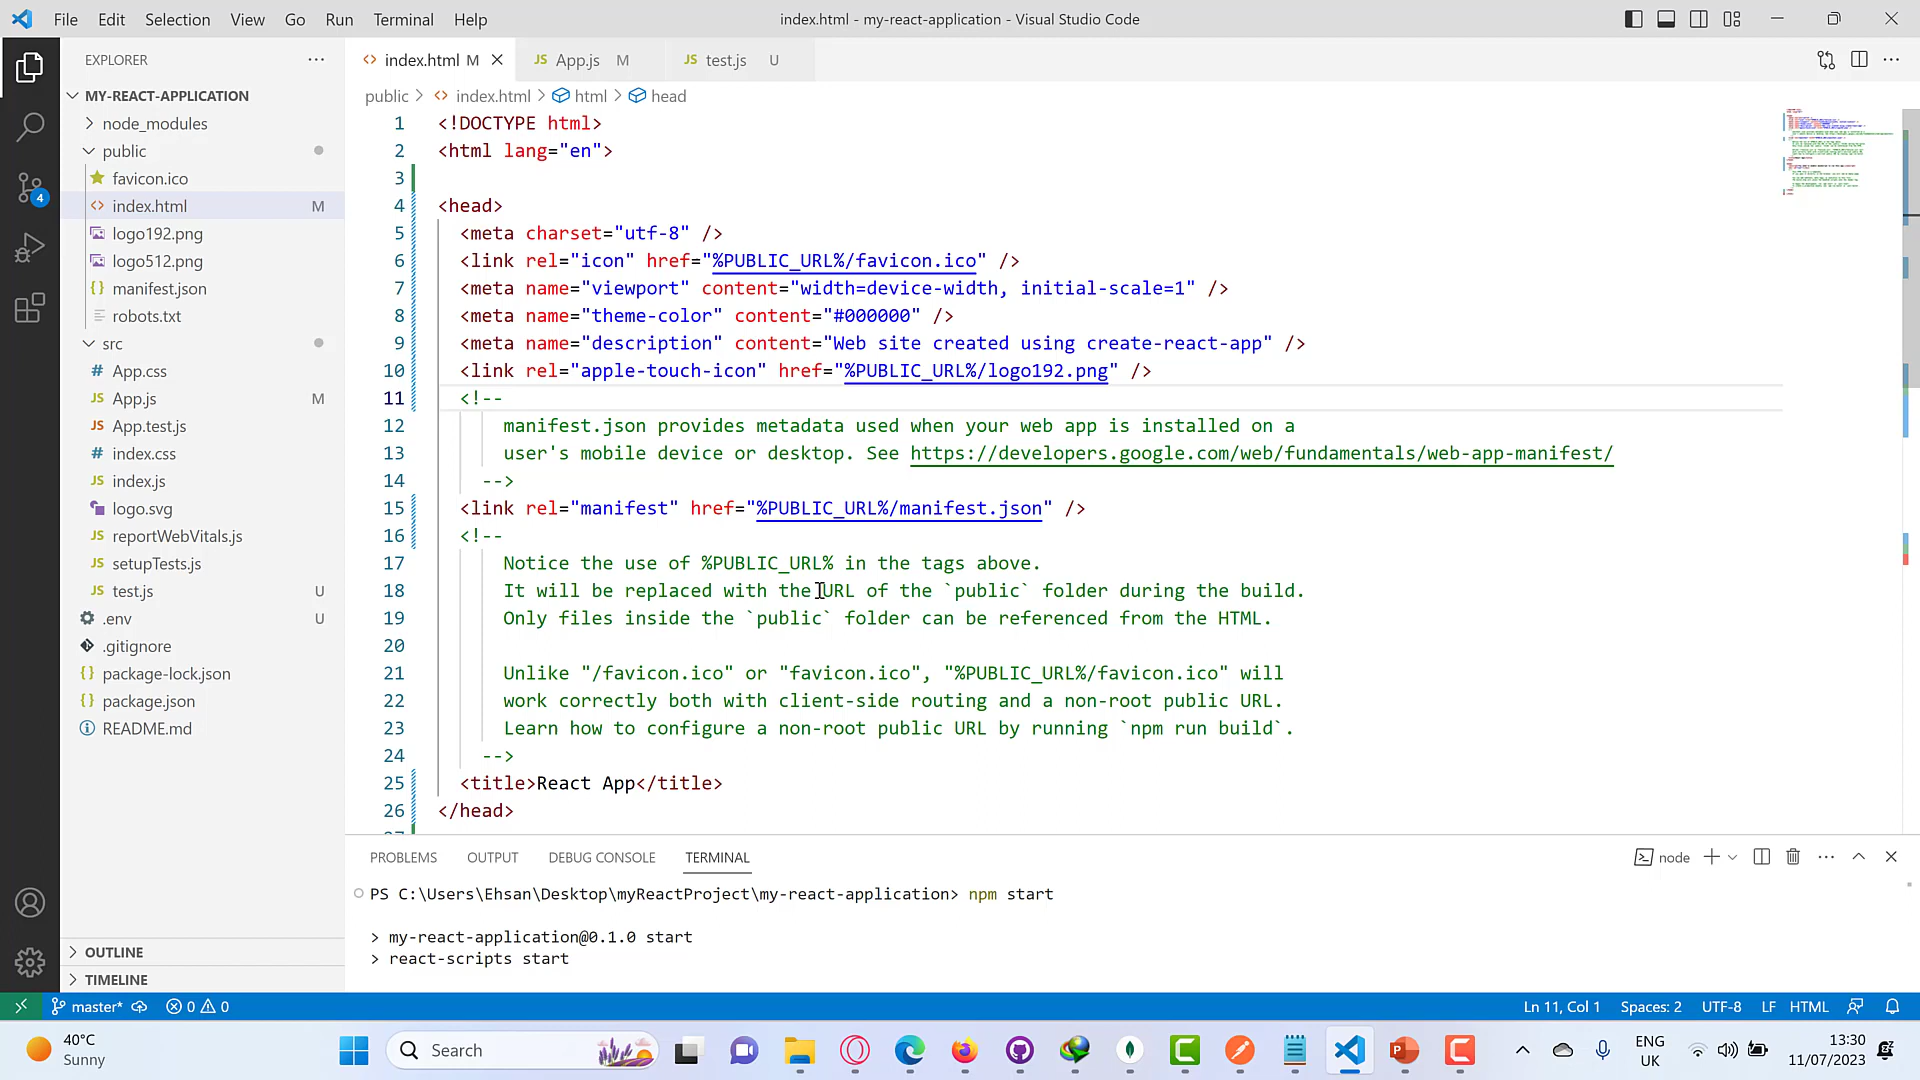 File Edit Selection View Go Run Terminal Help
index.html - my-react-application - Visual Studio Code
EXPLORER
MY-REACT-APPLICATION
node_modules
public
favicon.ico
index.html M
logo192.png
logo512.png
manifest.json
robots.txt
src
App.css
App.js M
App.test.js
index.css
index.js
logo.svg
reportWebVitals.js
setupTests.js
test.js U
.env U
.gitignore
package-lock.json
package.json
README.md
OUTLINE
TIMELINE
4
index.html M
JS App.js M
JS test.js U
public > index.html > html > head
1 <!DOCTYPE html>
2 <html lang="en">
3
4 <head>
5 <meta charset="utf-8" />
6 <link rel="icon" href="%PUBLIC_URL%/favicon.ico" />
7 <meta name="viewport" content="width=device-width, initial-scale=1" />
8 <meta name="theme-color" content="#000000" />
9 <meta name="description" content="Web site created using create-react-app" />
10 <link rel="apple-touch-icon" href="%PUBLIC_URL%/logo192.png" />
11 <!--
12 manifest.json provides metadata used when your web app is installed on a
13 user's mobile device or desktop. See https://developers.google.com/web/fundamentals/web-app-manifest/
14 -->
15 <link rel="manifest" href="%PUBLIC_URL%/manifest.json" />
16 <!--
17 Notice the use of %PUBLIC_URL% in the tags above.
18 It will be replaced with the URL of the `public` folder during the build.
19 Only files inside the `public` folder can be referenced from the HTML.
20
21 Unlike "/favicon.ico" or "favicon.ico", "%PUBLIC_URL%/favicon.ico" will
22 work correctly both with client-side routing and a non-root public URL.
23 Learn how to configure a non-root public URL by running `npm run build`.
24 -->
25 <title>React App</title>
26 </head>
PROBLEMS OUTPUT DEBUG CONSOLE TERMINAL
node
PS C:\Users\Ehsan\Desktop\myReactProject\my-react-application> npm start
> my-react-application@0.1.0 start
> react-scripts start
master* 0 0
Ln 11, Col 1 Spaces: 2 UTF-8 LF HTML
40°C
Sunny
Search
ENG
UK
13:30
11/07/2023